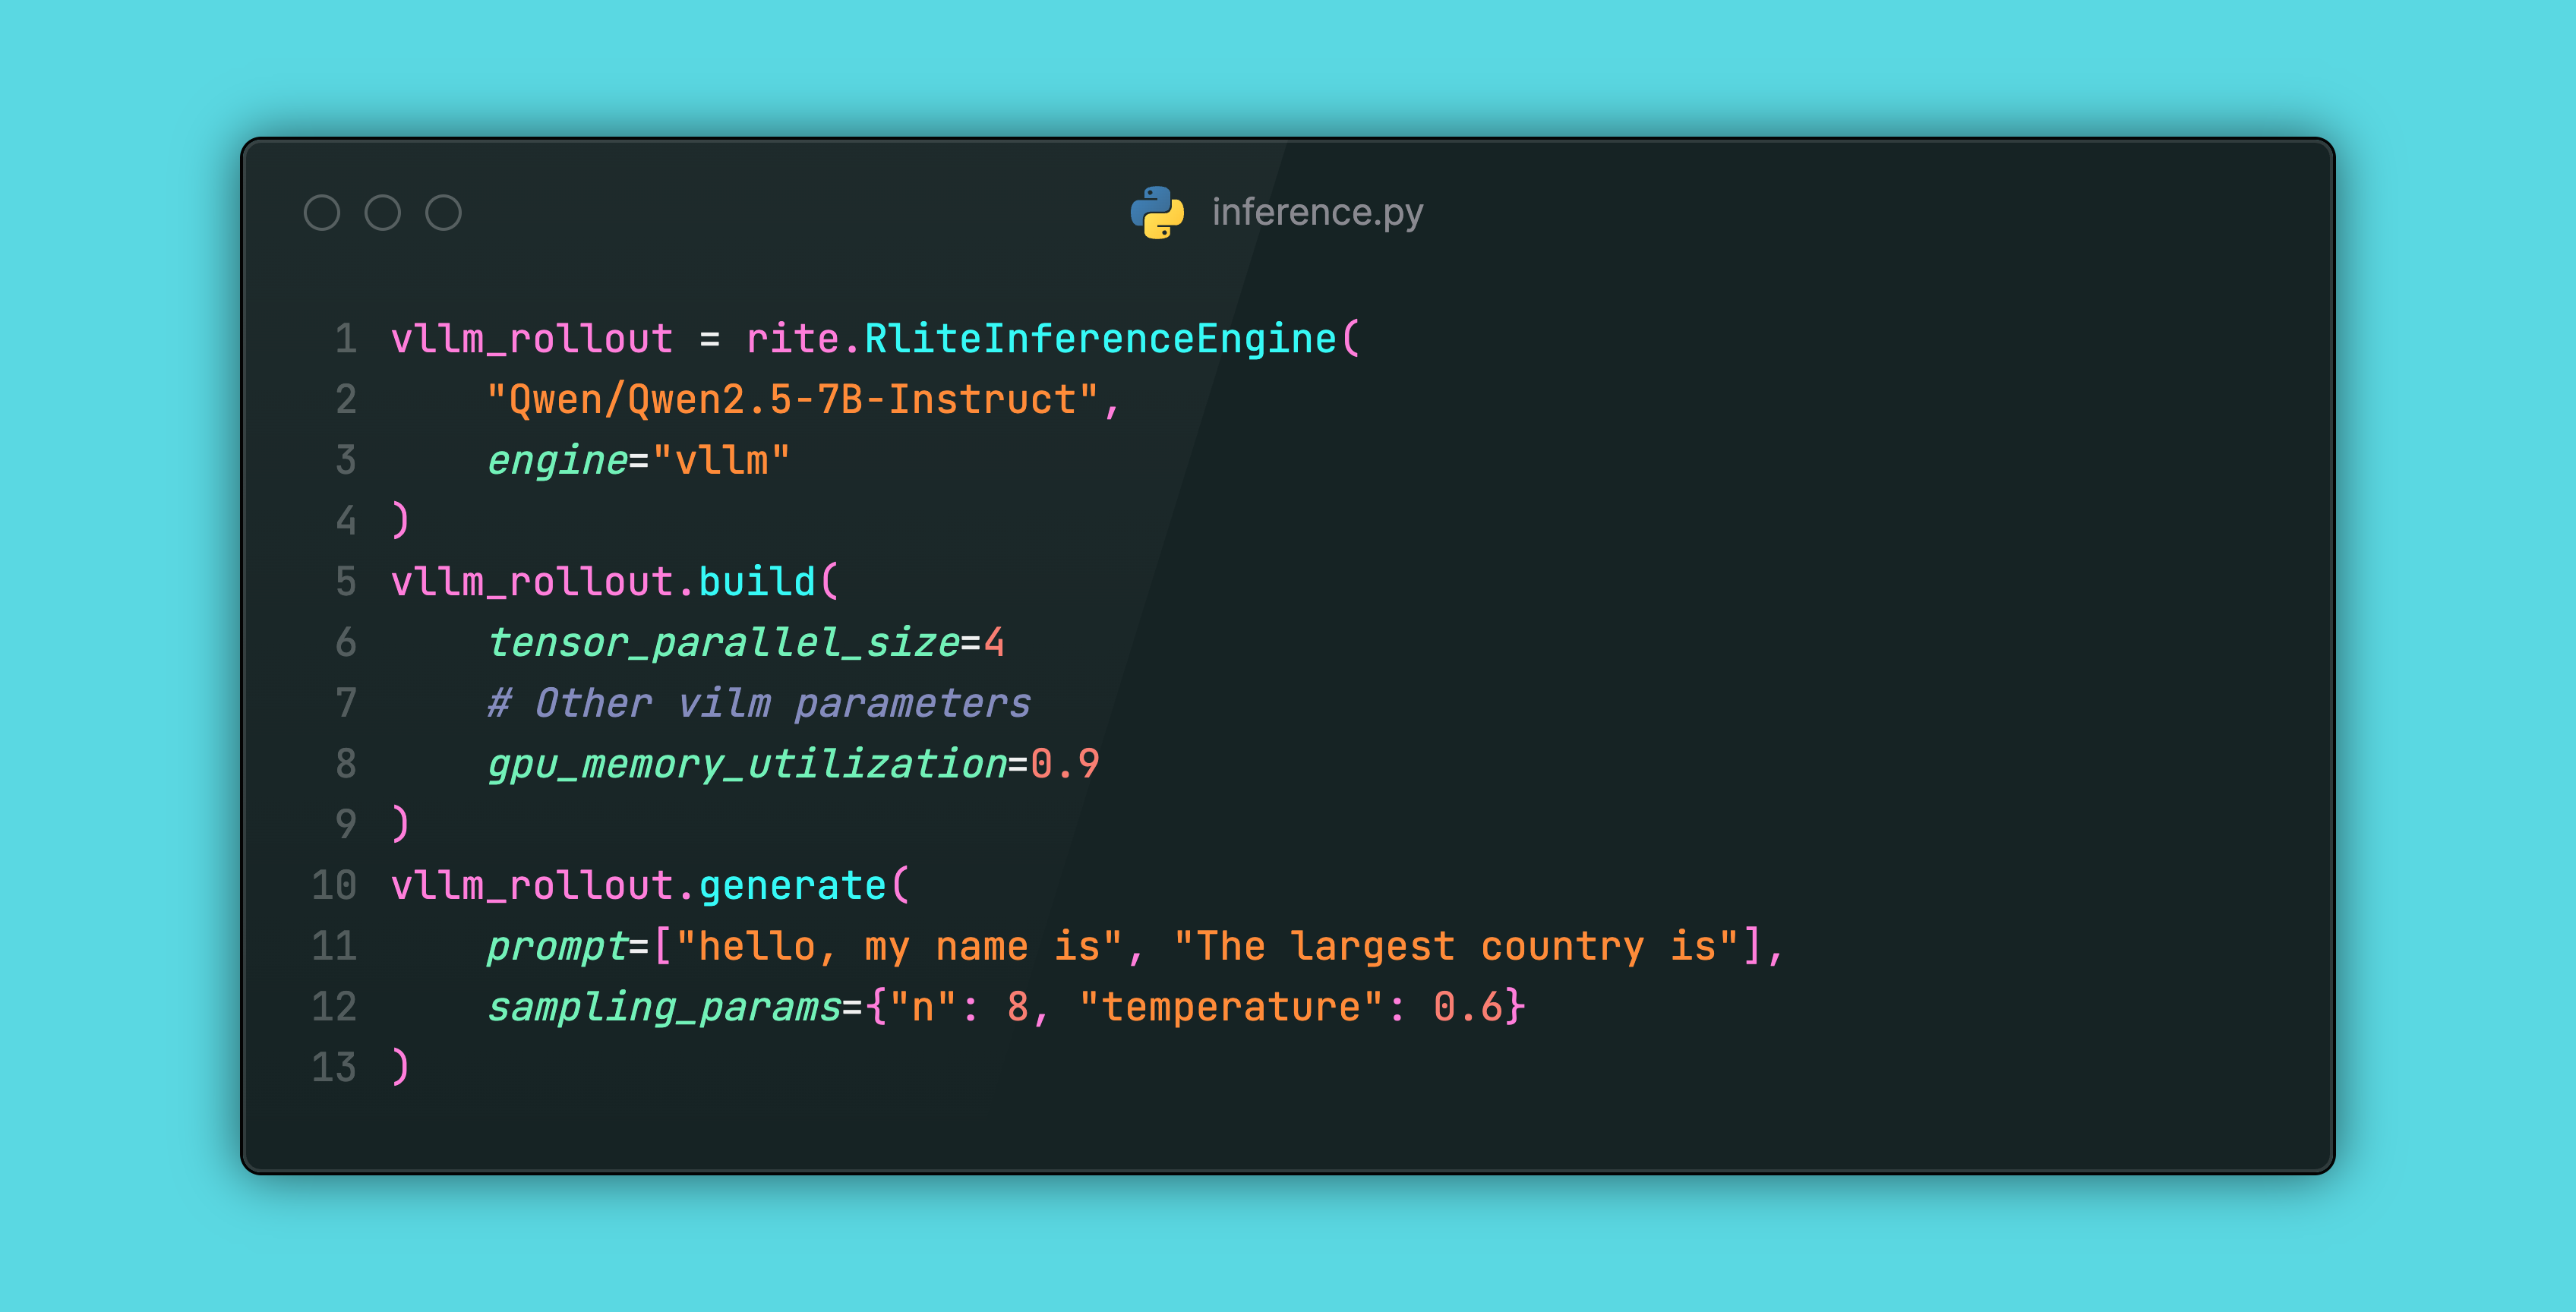 inference.py
1 vllm_rollout = rite.RliteInferenceEngine(
2     "Qwen/Qwen2.5-7B-Instruct",
3     engine="vllm"
4 )
5 vllm_rollout.build(
6     tensor_parallel_size=4
7     # Other vilm parameters
8     gpu_memory_utilization=0.9
9 )
10 vllm_rollout.generate(
11     prompt=["hello, my name is", "The largest country is"],
12     sampling_params={"n": 8, "temperature": 0.6}
13 )